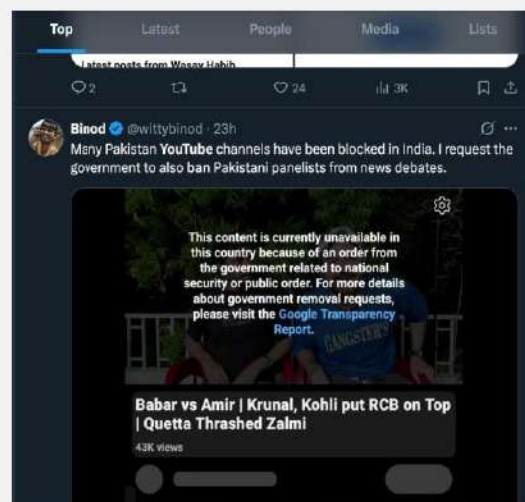 Top Latest People Media Lists
Latest posts from Wasay Habib
2 24 3K
Binod @wittybinod · 23h
Many Pakistan YouTube channels have been blocked in India. I request the
government to also ban Pakistani panelists from news debates.
This content is currently unavailable in
this country because of an order from
the government related to national
security or public order. For more details
about government removal requests,
please visit the Google Transparency
Report.
GANGSTER'S
Babar vs Amir | Krunal, Kohli put RCB on Top
| Quetta Thrashed Zalmi
43K views